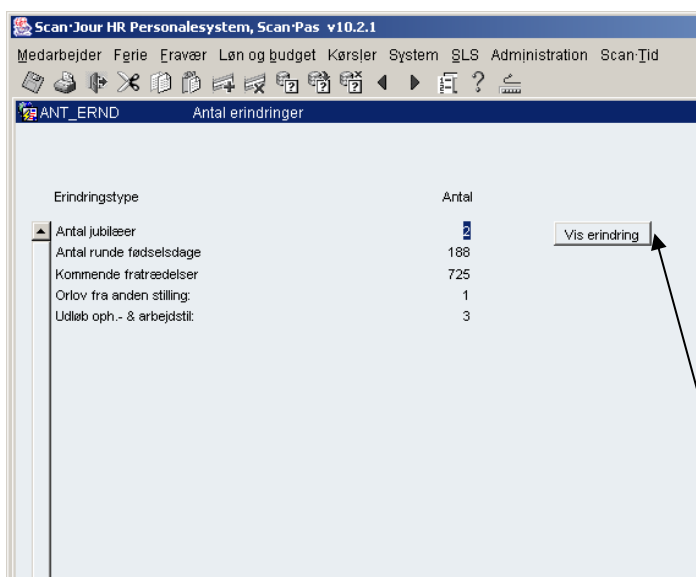 Scan·Jour HR Personalesystem, Scan·Pas v10.2.1
Medarbejder Ferie Fravær Løn og budget Kørsler System SLS Administration Scan·Tid
ANT_ERND Antal erindringer
Erindringstype Antal
Antal jubilæer 2 Vis erindring
Antal runde fødselsdage 188
Kommende fratrædelser 725
Orlov fra anden stilling: 1
Udløb oph.- & arbejdstil: 3